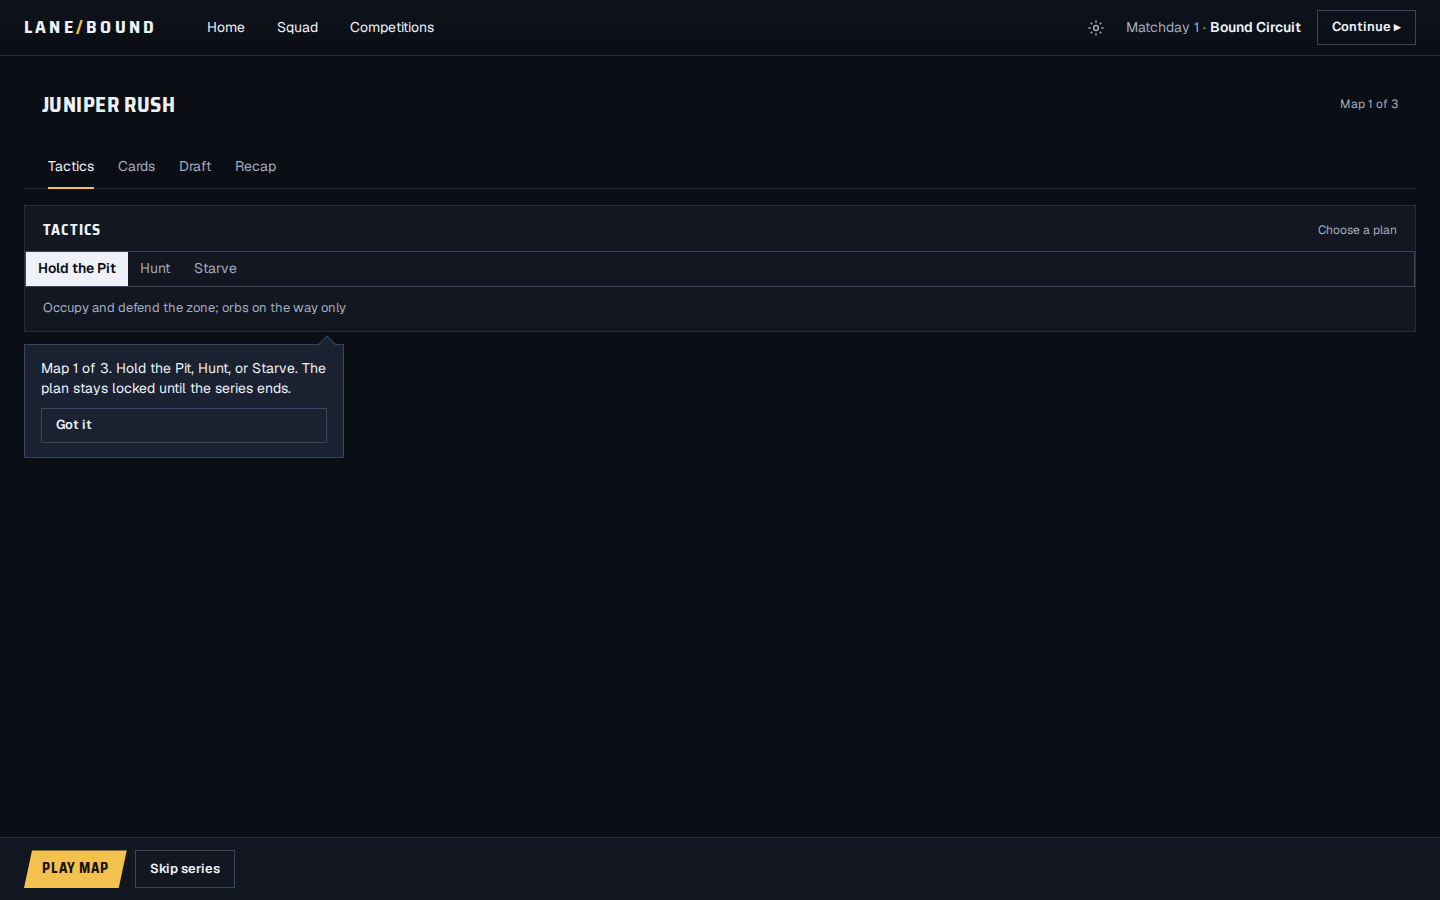 LANE/BOUND Home Squad Competitions Matchday 1 · Bound Circuit Continue ▸
JUNIPER RUSH Map 1 of 3
Tactics Cards Draft Recap
TACTICS Choose a plan
Hold the Pit Hunt Starve
Occupy and defend the zone; orbs on the way only
Map 1 of 3. Hold the Pit, Hunt, or Starve. The
plan stays locked until the series ends.
Got it
PLAY MAP Skip series